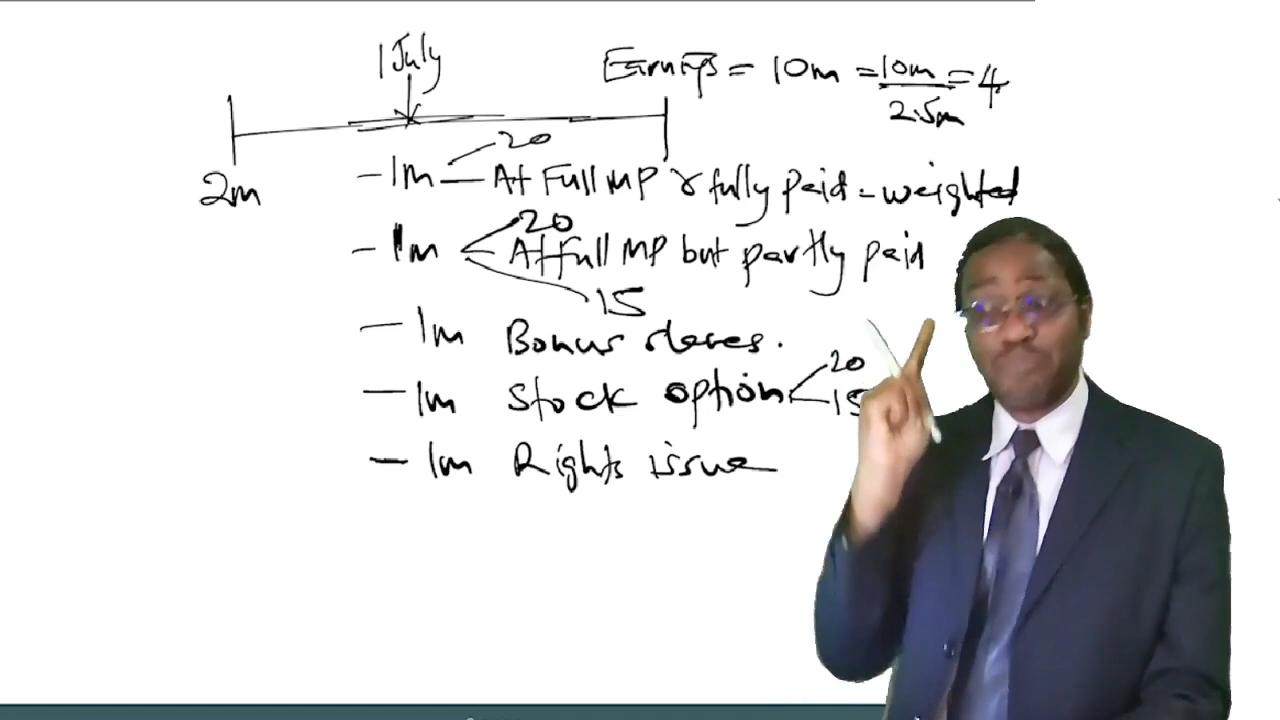 1 July
Earnings = 10m = 10m/2.5m = 4
2m
20
- 1m - At Full MP & fully paid = weighted
20
- 1m - At full MP but partly paid
15
- 1m Bonus shares.
20
- 1m Stock option 15
- 1m Rights issue